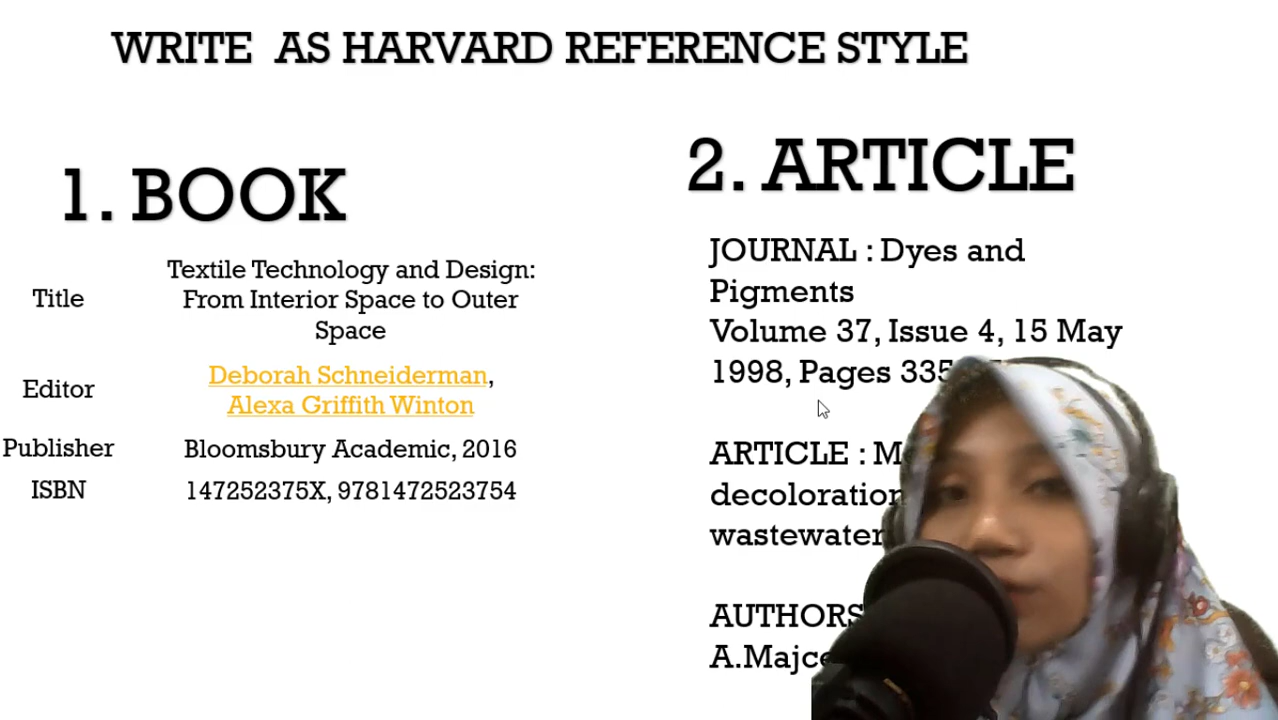 WRITE AS HARVARD REFERENCE STYLE
1. BOOK
Title
Textile Technology and Design:
From Interior Space to Outer
Space
Editor
Deborah Schneiderman,
Alexa Griffith Winton
Publisher
Bloomsbury Academic, 2016
ISBN
147252375X, 9781472523754
2. ARTICLE
JOURNAL : Dyes and
Pigments
Volume 37, Issue 4, 15 May
1998, Pages
ARTICLE :
decoloration
wastewater
AUTHORS